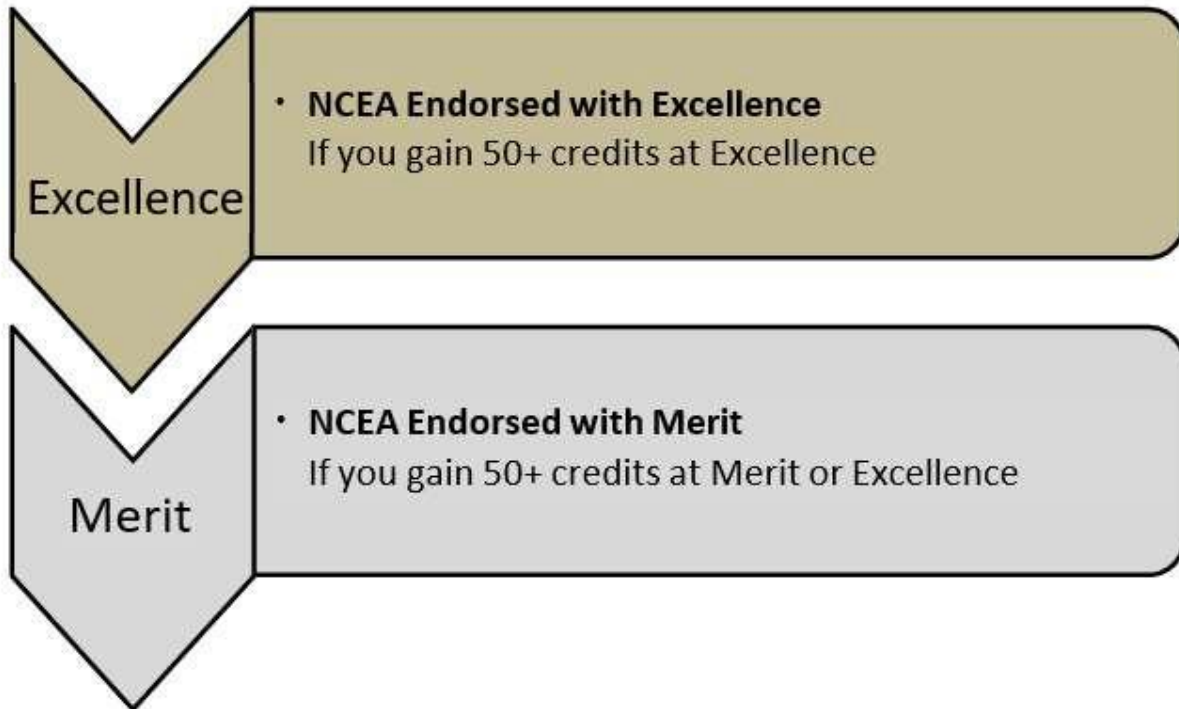 Excellence
· NCEA Endorsed with Excellence
If you gain 50+ credits at Excellence
Merit
· NCEA Endorsed with Merit
If you gain 50+ credits at Merit or Excellence